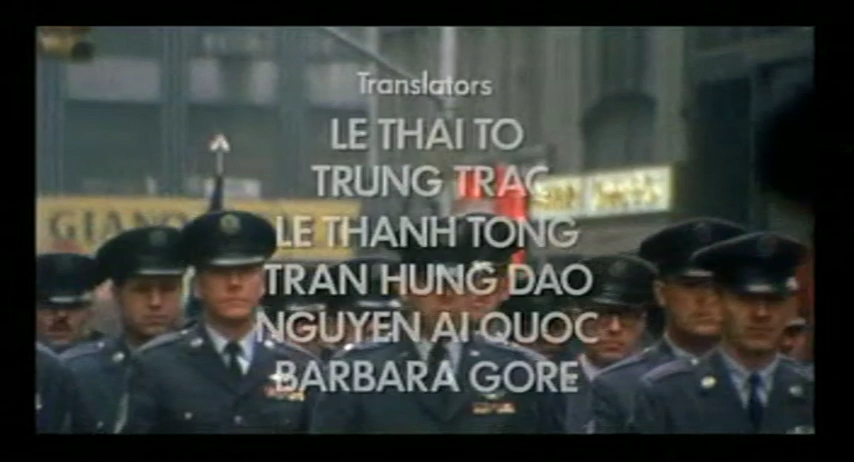 Translators
LE THAI TO
TRUNG TRAC
LE THANH TONG
TRAN HUNG DAO
NGUYEN AI QUOC
BARBARA GORE